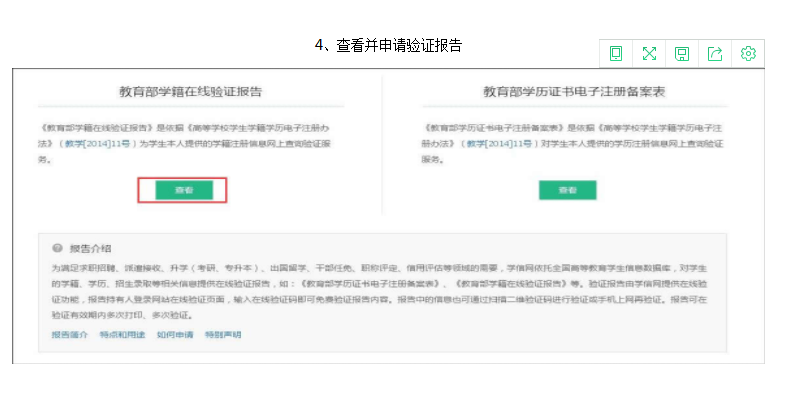 4、查看并申请验证报告
教育部学籍在线验证报告
《教育部学籍在线验证报告》是依据《高等学校学生学籍学历电子注册办
法》（教学[2014]11号）为学生本人提供的学籍注册信息网上查询验证服
务。
查看
教育部学历证书电子注册备案表
《教育部学历证书电子注册备案表》是依据《高等学校学生学籍学历电子注
册办法》（教学[2014]11号）对学生本人提供的学历注册信息网上查询验证
服务。
查看
报告介绍
为满足求职招聘、派遣接收、升学（考研、专升本）、出国留学、干部任免、职称评定、信用评估等领域的需要，学信网依托全国高等教育学生信息数据库，对学生
的学籍、学历、招生录取等相关信息提供在线验证报告，如：《教育部学历证书电子注册备案表》、《教育部学籍在线验证报告》等。验证报告由学信网提供在线验
证功能，报告持有人登录网站在线验证页面，输入在线验证码即可免费验证报告内容。报告中的信息也可通过扫描二维验证码进行验证或手机上网再验证。报告可在
验证有效期内多次打印、多次验证。
报告简介 特点和用途 如何申请 特别声明